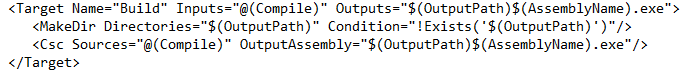 <Target Name="Build" Inputs="@(Compile)" Outputs="$(OutputPath)$(AssemblyName).exe">
<MakeDir Directories="$(OutputPath)" Condition="!Exists('$(OutputPath)')"/>
<Csc Sources="@(Compile)" OutputAssembly="$(OutputPath)$(AssemblyName).exe"/>
</Target>